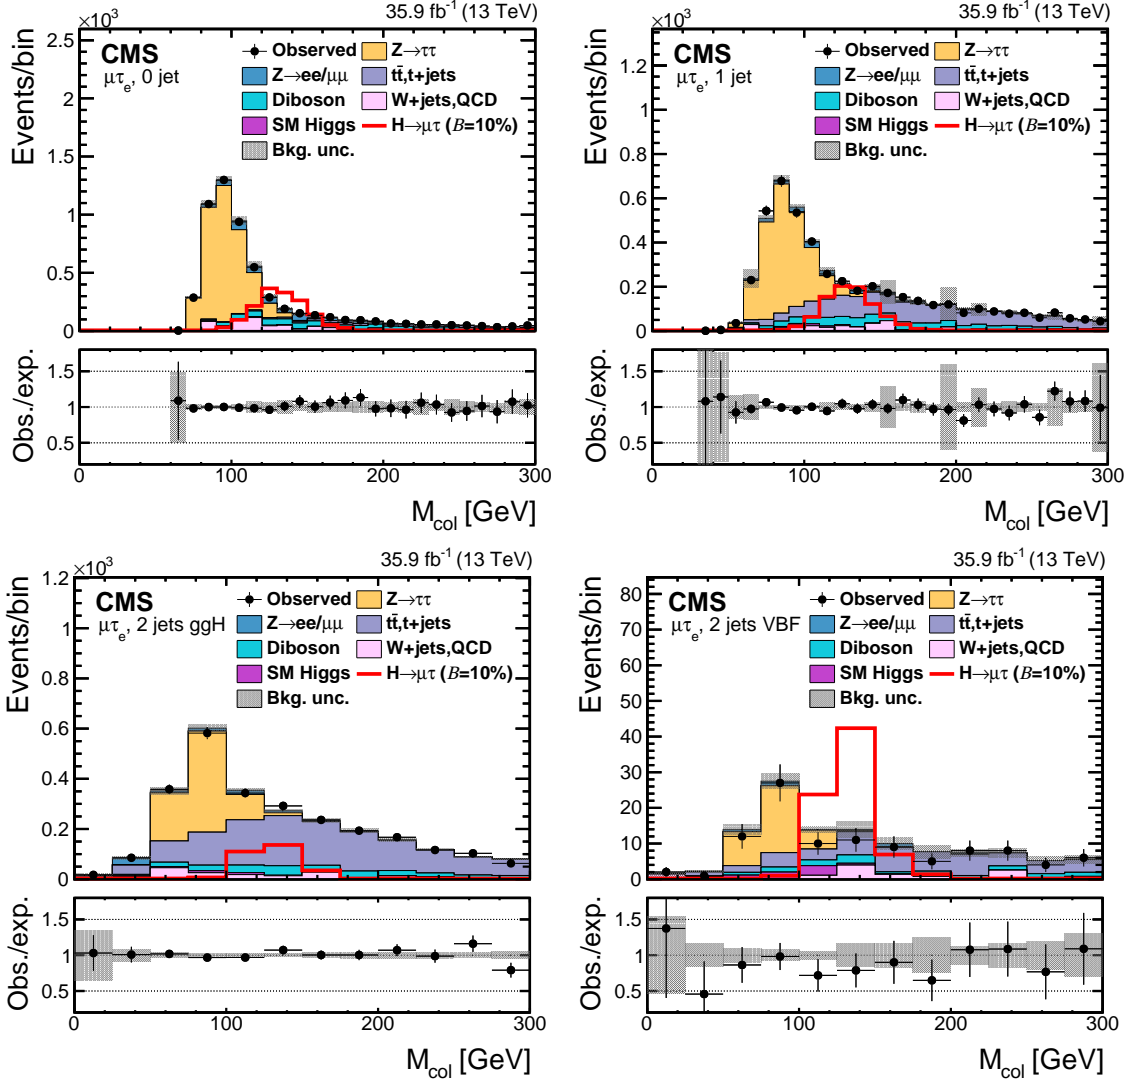 ×10³
35.9 fb⁻¹ (13 TeV)
CMS
μτₑ, 0 jet
Observed
Z→ττ
Z→ee/μμ
tt̄,t+jets
Diboson
W+jets,QCD
SM Higgs
H→μτ (B=10%)
Bkg. unc.
Events/bin
2.5
2
1.5
1
0.5
0
Obs./exp.
1.5
1
0.5
0
100
200
300
M_col [GeV]
×10³
35.9 fb⁻¹ (13 TeV)
CMS
μτₑ, 1 jet
Observed
Z→ττ
Z→ee/μμ
tt̄,t+jets
Diboson
W+jets,QCD
SM Higgs
H→μτ (B=10%)
Bkg. unc.
Events/bin
1.2
1
0.8
0.6
0.4
0.2
0
Obs./exp.
1.5
1
0.5
0
100
200
300
M_col [GeV]
×10³
35.9 fb⁻¹ (13 TeV)
CMS
μτₑ, 2 jets ggH
Observed
Z→ττ
Z→ee/μμ
tt̄,t+jets
Diboson
W+jets,QCD
SM Higgs
H→μτ (B=10%)
Bkg. unc.
Events/bin
1.2
1
0.8
0.6
0.4
0.2
0
Obs./exp.
1.5
1
0.5
0
100
200
300
M_col [GeV]
35.9 fb⁻¹ (13 TeV)
CMS
μτₑ, 2 jets VBF
Observed
Z→ττ
Z→ee/μμ
tt̄,t+jets
Diboson
W+jets,QCD
SM Higgs
H→μτ (B=10%)
Bkg. unc.
Events/bin
80
70
60
50
40
30
20
10
0
Obs./exp.
1.5
1
0.5
0
100
200
300
M_col [GeV]